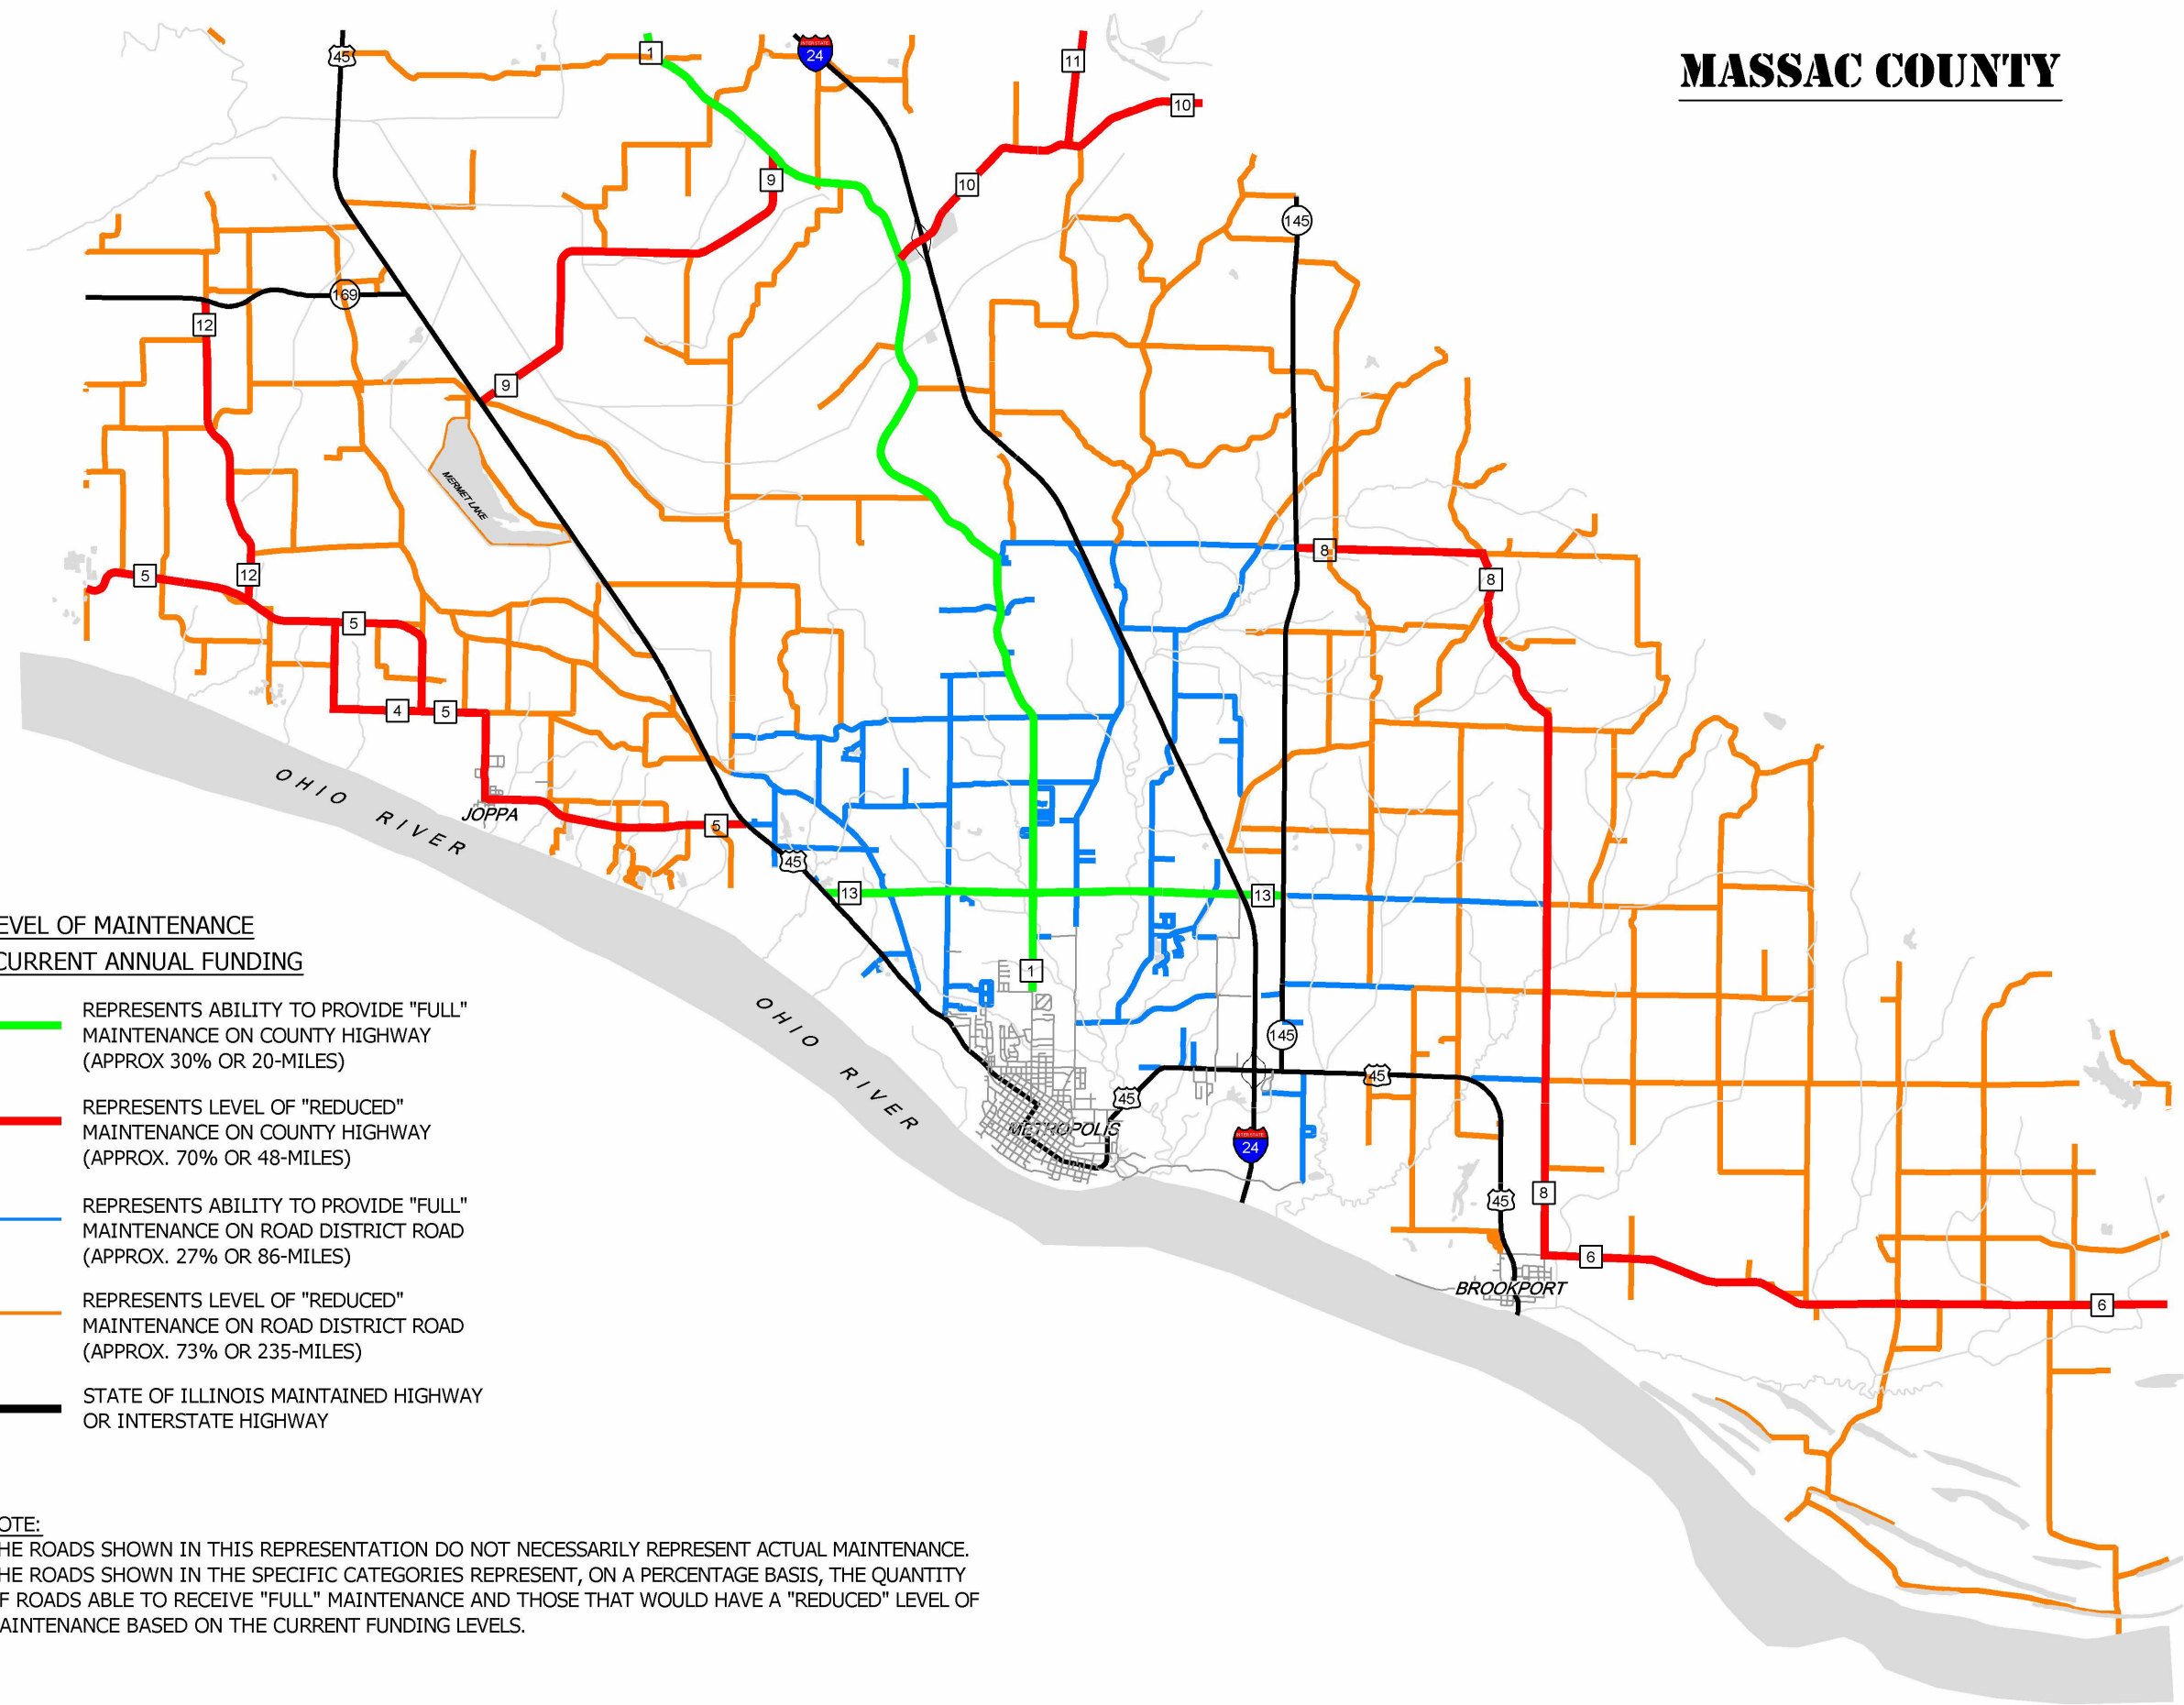 MASSAC COUNTY
45
1
INTERSTATE
24
11
10
9
10
145
169
12
9
MERMET LAKE
8
5
12
8
5
4
5
OHIO RIVER
JOPPA
5
45
13
13
1
OHIO RIVER
145
45
45
METROPOLIS
INTERSTATE
24
45
8
6
BROOKPORT
6
EVEL OF MAINTENANCE
CURRENT ANNUAL FUNDING
REPRESENTS ABILITY TO PROVIDE "FULL"
MAINTENANCE ON COUNTY HIGHWAY
(APPROX 30% OR 20-MILES)
REPRESENTS LEVEL OF "REDUCED"
MAINTENANCE ON COUNTY HIGHWAY
(APPROX. 70% OR 48-MILES)
REPRESENTS ABILITY TO PROVIDE "FULL"
MAINTENANCE ON ROAD DISTRICT ROAD
(APPROX. 27% OR 86-MILES)
REPRESENTS LEVEL OF "REDUCED"
MAINTENANCE ON ROAD DISTRICT ROAD
(APPROX. 73% OR 235-MILES)
STATE OF ILLINOIS MAINTAINED HIGHWAY
OR INTERSTATE HIGHWAY
OTE:
HE ROADS SHOWN IN THIS REPRESENTATION DO NOT NECESSARILY REPRESENT ACTUAL MAINTENANCE.
HE ROADS SHOWN IN THE SPECIFIC CATEGORIES REPRESENT, ON A PERCENTAGE BASIS, THE QUANTITY
F ROADS ABLE TO RECEIVE "FULL" MAINTENANCE AND THOSE THAT WOULD HAVE A "REDUCED" LEVEL OF
AINTENANCE BASED ON THE CURRENT FUNDING LEVELS.